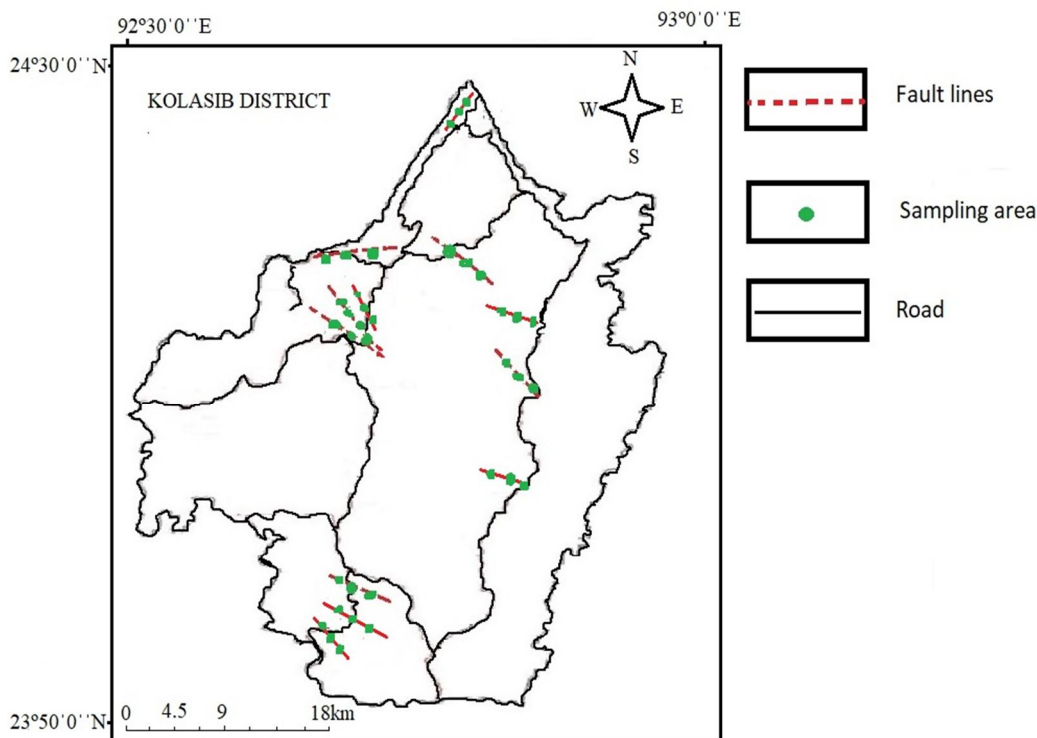 92°30'0''E
93°0'0''E
24°30'0''N
KOLASIB DISTRICT
N
W
E
S
Fault lines
Sampling area
Road
0 4.5 9 18km
23°50'0''N